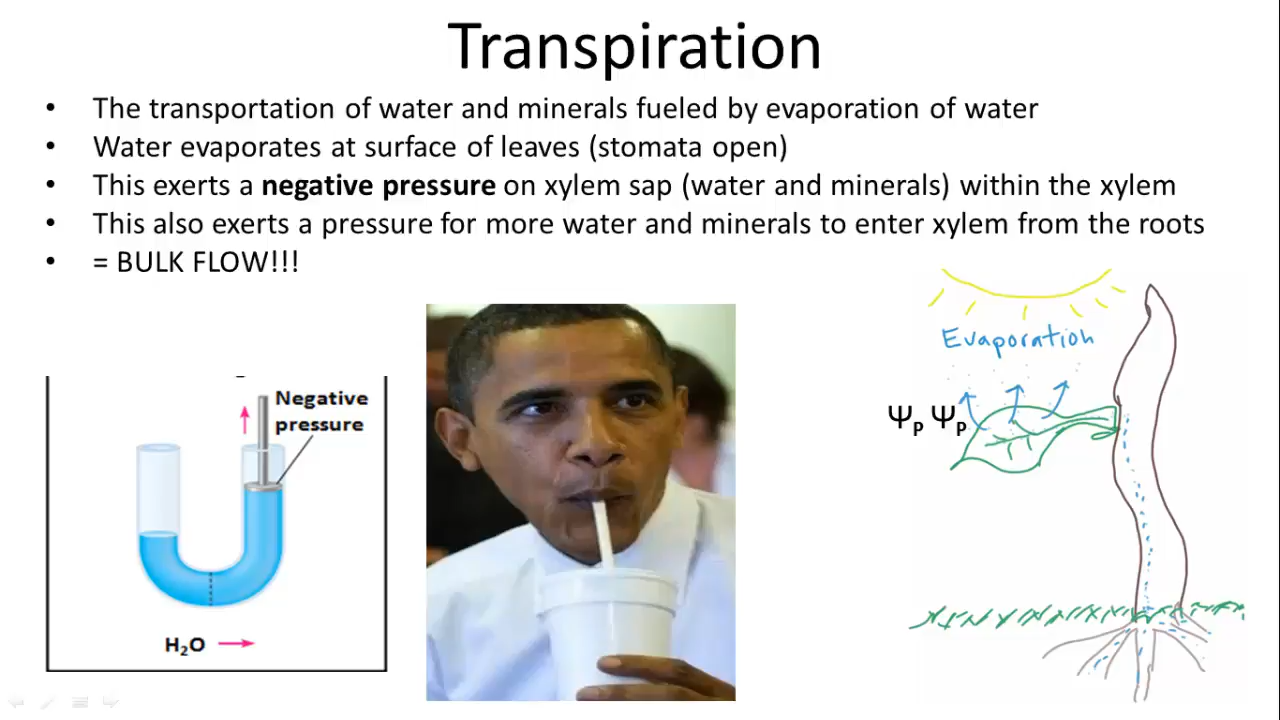 Transpiration
• The transportation of water and minerals fueled by evaporation of water
• Water evaporates at surface of leaves (stomata open)
• This exerts a negative pressure on xylem sap (water and minerals) within the xylem
• This also exerts a pressure for more water and minerals to enter xylem from the roots
• = BULK FLOW!!!
Negative
pressure
H₂O
Evaporation
Ψp Ψp